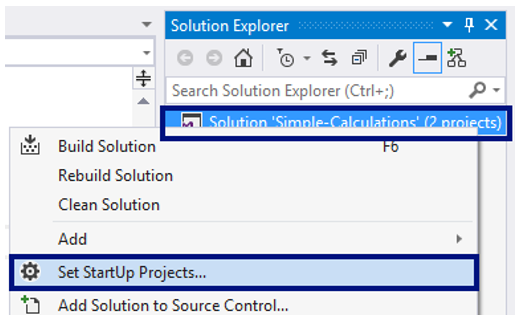 Solution Explorer
Search Solution Explorer (Ctrl+;)
Solution 'Simple-Calculations' (2 projects)
Build Solution F6
Rebuild Solution
Clean Solution
Add
Set StartUp Projects...
Add Solution to Source Control...